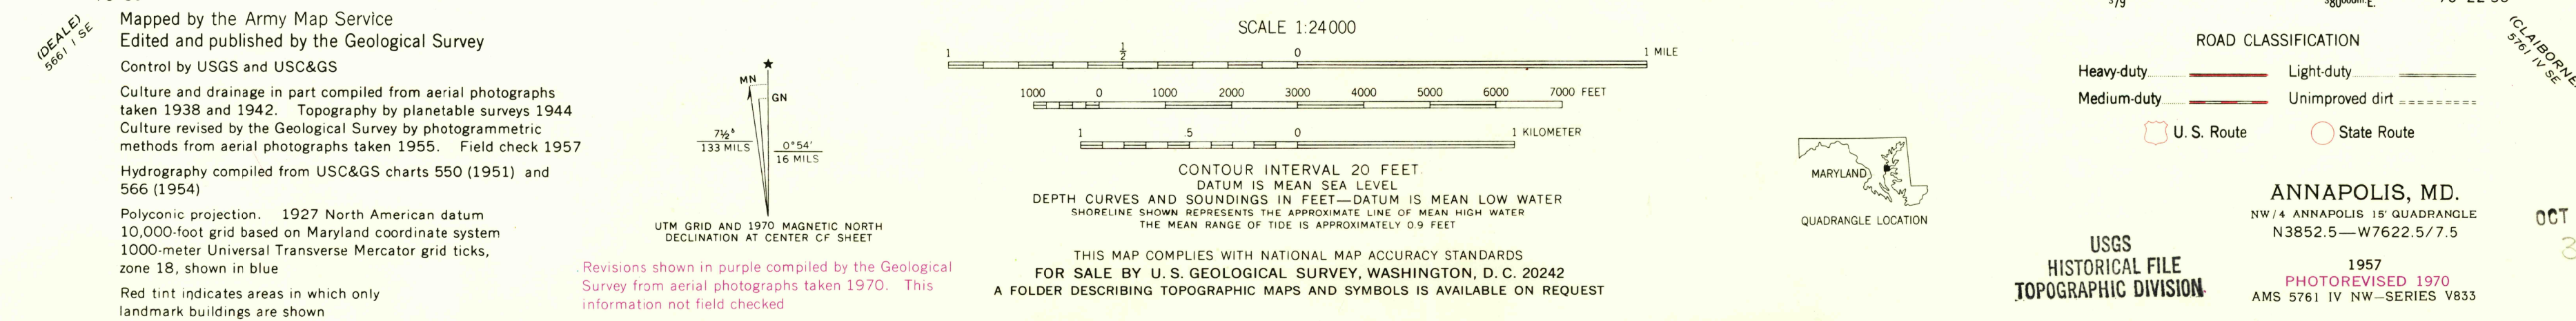 (DEALE)
5661 I SE
Mapped by the Army Map Service
Edited and published by the Geological Survey
Control by USGS and USC&GS
Culture and drainage in part compiled from aerial photographs
taken 1938 and 1942. Topography by planetable surveys 1944
Culture revised by the Geological Survey by photogrammetric
methods from aerial photographs taken 1955. Field check 1957
Hydrography compiled from USC&GS charts 550 (1951) and
566 (1954)
Polyconic projection. 1927 North American datum
10,000-foot grid based on Maryland coordinate system
1000-meter Universal Transverse Mercator grid ticks,
zone 18, shown in blue
Red tint indicates areas in which only
landmark buildings are shown
MN
GN
7½°
133 MILS
0°54'
16 MILS
UTM GRID AND 1970 MAGNETIC NORTH
DECLINATION AT CENTER OF SHEET
Revisions shown in purple compiled by the Geological
Survey from aerial photographs taken 1970. This
information not field checked
SCALE 1:24000
1 ½ 0 1 MILE
1000 0 1000 2000 3000 4000 5000 6000 7000 FEET
1 .5 0 1 KILOMETER
CONTOUR INTERVAL 20 FEET
DATUM IS MEAN SEA LEVEL
DEPTH CURVES AND SOUNDINGS IN FEET—DATUM IS MEAN LOW WATER
SHORELINE SHOWN REPRESENTS THE APPROXIMATE LINE OF MEAN HIGH WATER
THE MEAN RANGE OF TIDE IS APPROXIMATELY 0.9 FEET
THIS MAP COMPLIES WITH NATIONAL MAP ACCURACY STANDARDS
FOR SALE BY U. S. GEOLOGICAL SURVEY, WASHINGTON, D. C. 20242
A FOLDER DESCRIBING TOPOGRAPHIC MAPS AND SYMBOLS IS AVAILABLE ON REQUEST
MARYLAND
QUADRANGLE LOCATION
ROAD CLASSIFICATION
Heavy-duty Light-duty
Medium-duty Unimproved dirt
U. S. Route State Route
USGS
HISTORICAL FILE
TOPOGRAPHIC DIVISION
ANNAPOLIS, MD.
NW/4 ANNAPOLIS 15' QUADRANGLE
N3852.5—W7622.5/7.5
1957
PHOTOREVISED 1970
AMS 5761 IV NW—SERIES V833
(CLAIBORNE
5761 IV SE
OCT